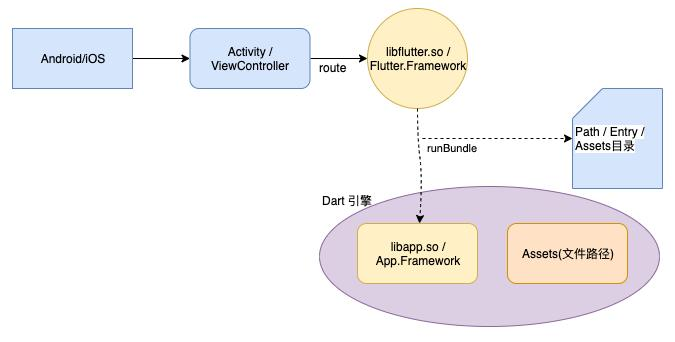 Android/iOS
Activity /
ViewController
route
libflutter.so /
Flutter.Framework
runBundle
Path / Entry /
Assets目录
Dart 引擎
libapp.so /
App.Framework
Assets(文件路径)